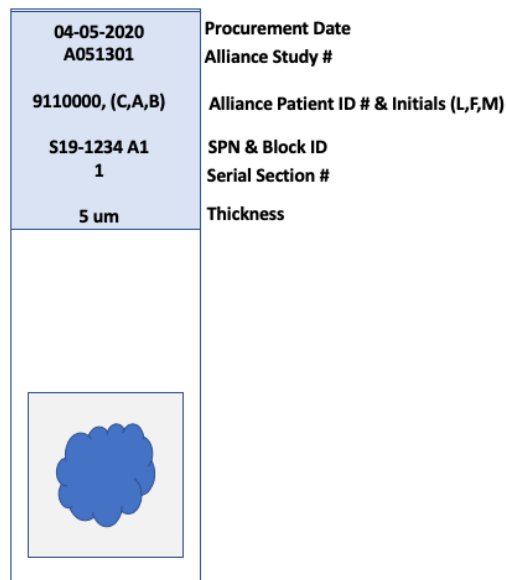 04-05-2020 Procurement Date
A051301 Alliance Study #
9110000, (C,A,B) Alliance Patient ID # & Initials (L,F,M)
S19-1234 A1 SPN & Block ID
1 Serial Section #
5 um Thickness